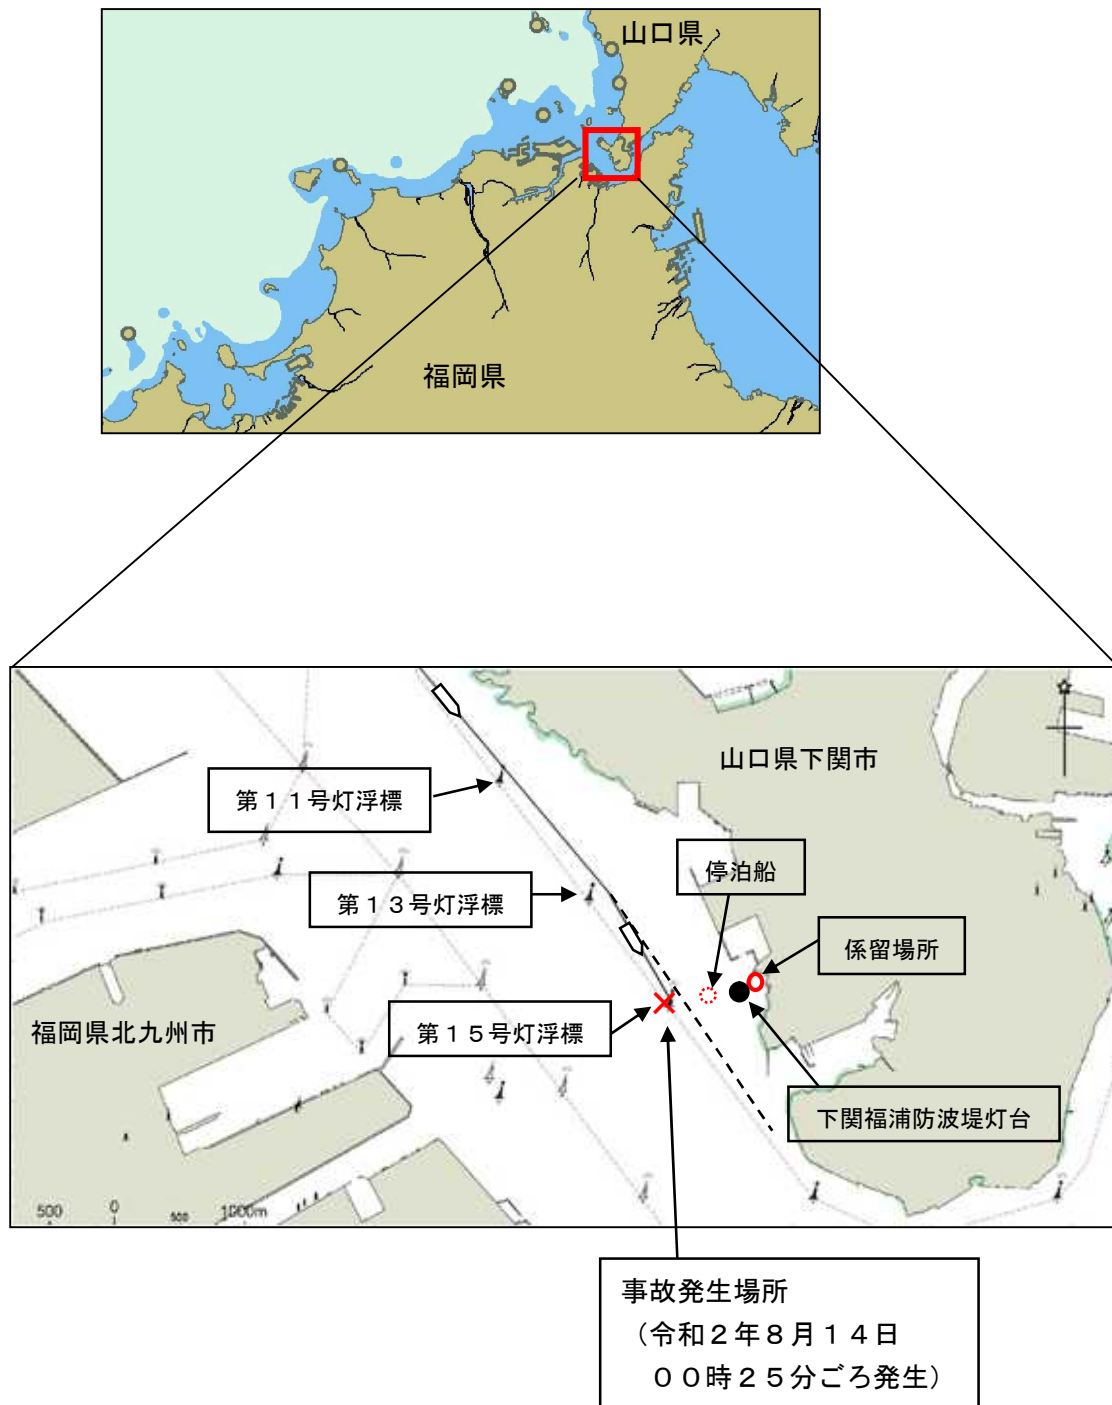 山口県
福岡県
山口県下関市
第１１号灯浮標
停泊船
第１３号灯浮標
係留場所
福岡県北九州市
第１５号灯浮標
下関福浦防波堤灯台
500 0 500 1000m
事故発生場所
（令和２年８月１４日
００時２５分ごろ発生）